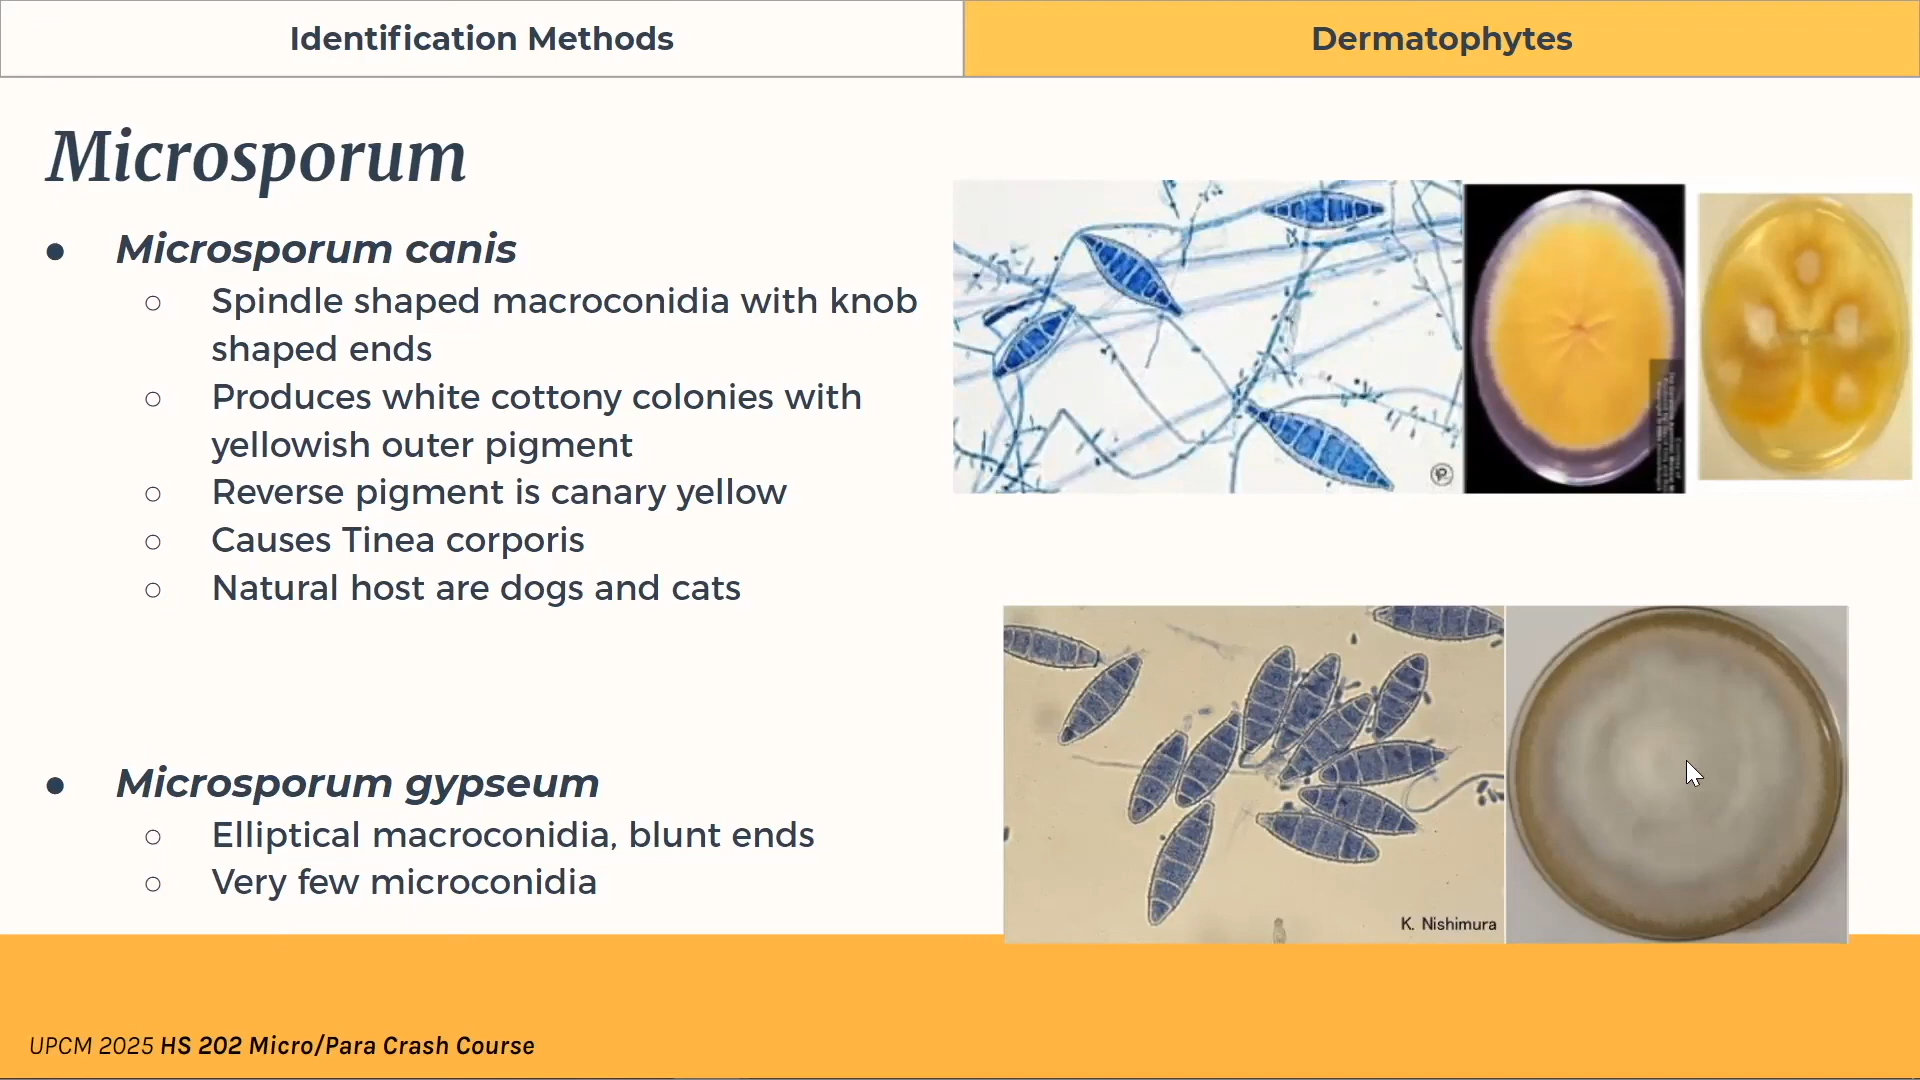 Identification Methods
Dermatophytes
Microsporum
● Microsporum canis
○ Spindle shaped macroconidia with knob
shaped ends
○ Produces white cottony colonies with
yellowish outer pigment
○ Reverse pigment is canary yellow
○ Causes Tinea corporis
○ Natural host are dogs and cats
● Microsporum gypseum
○ Elliptical macroconidia, blunt ends
○ Very few microconidia
K. Nishimura
UPCM 2025 HS 202 Micro/Para Crash Course